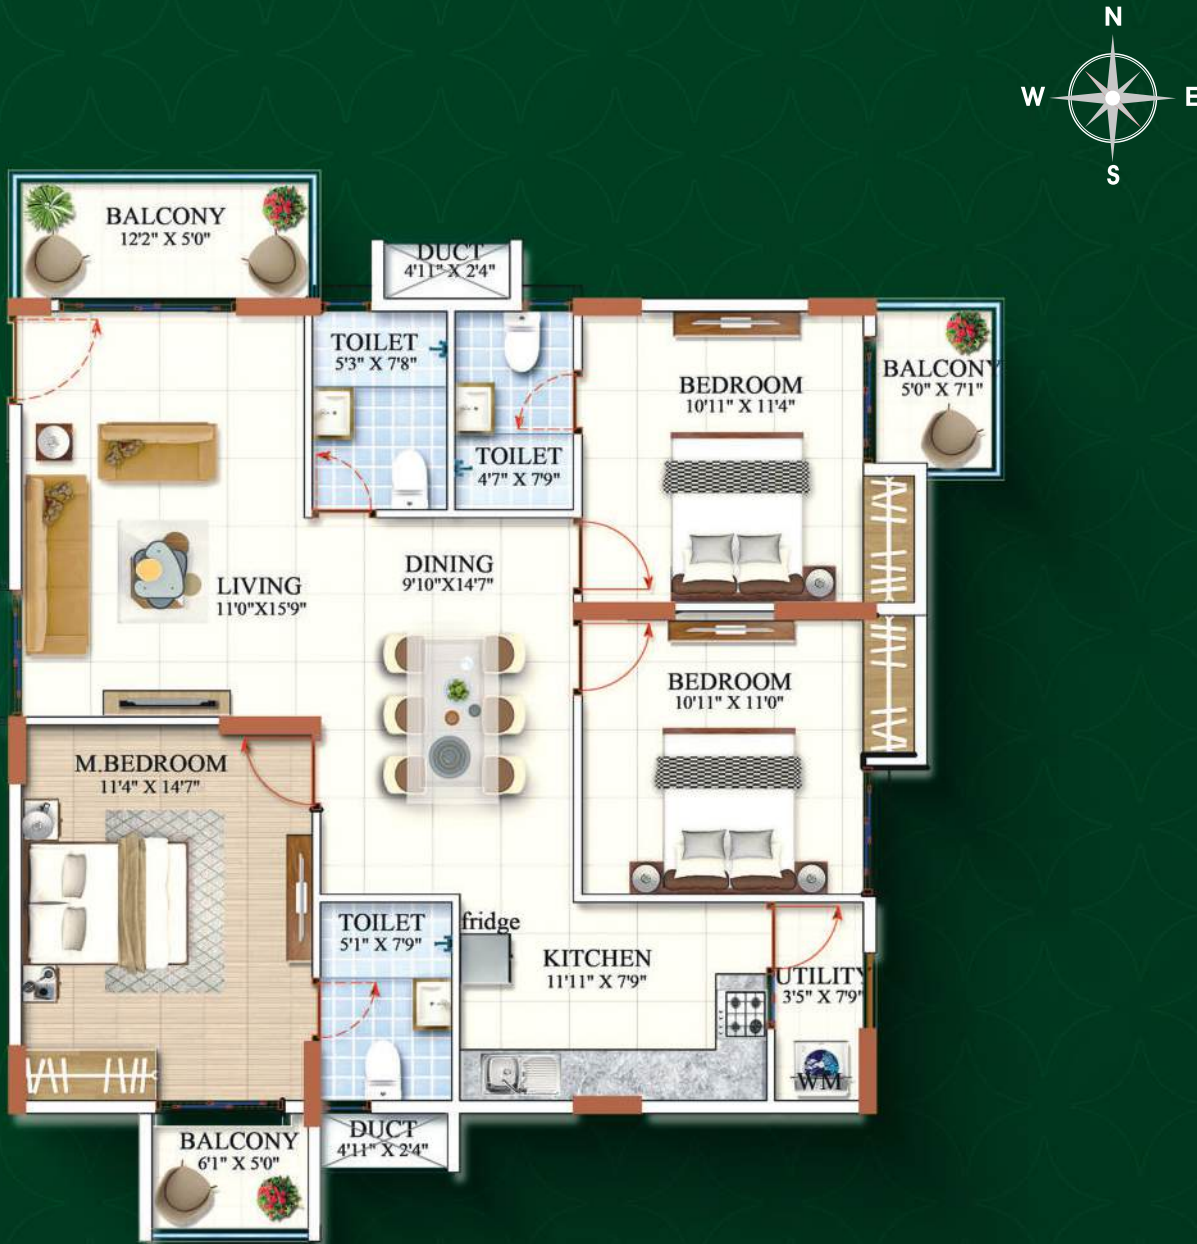 N
W
E
S
BALCONY
12'2" X 5'0"
DUCT
4'11" X 2'4"
TOILET
5'3" X 7'8"
BALCONY
5'0" X 7'1"
BEDROOM
10'11" X 11'4"
TOILET
4'7" X 7'9"
DINING
9'10"X14'7"
LIVING
11'0"X15'9"
BEDROOM
10'11" X 11'0"
M.BEDROOM
11'4" X 14'7"
TOILET
5'1" X 7'9"
fridge
KITCHEN
11'11" X 7'9"
UTILITY
3'5" X 7'9"
WM
BALCONY
6'1" X 5'0"
DUCT
4'11" X 2'4"